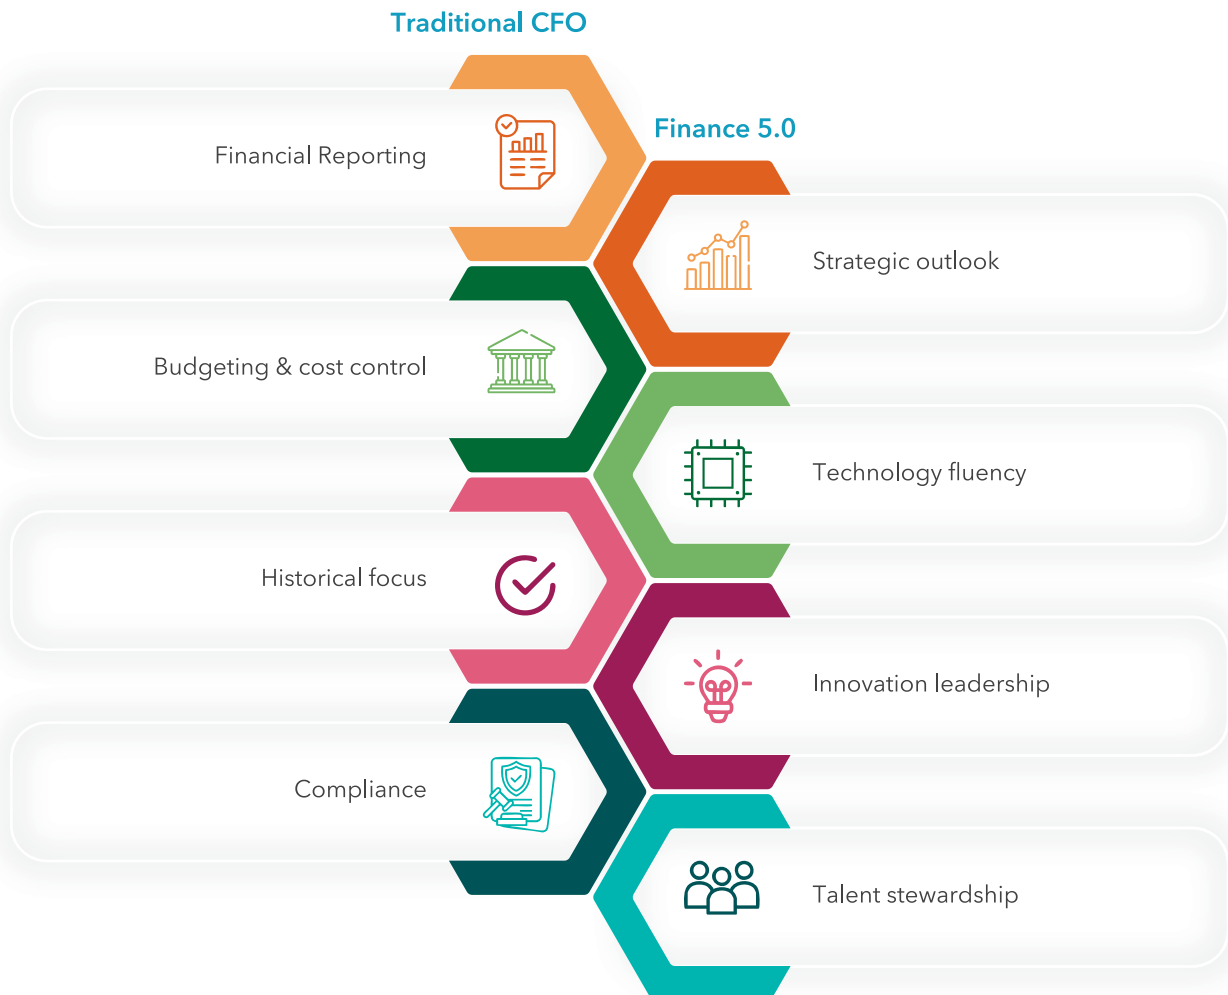 Traditional CFO
Finance 5.0
Financial Reporting
Strategic outlook
Budgeting & cost control
Technology fluency
Historical focus
Innovation leadership
Compliance
Talent stewardship